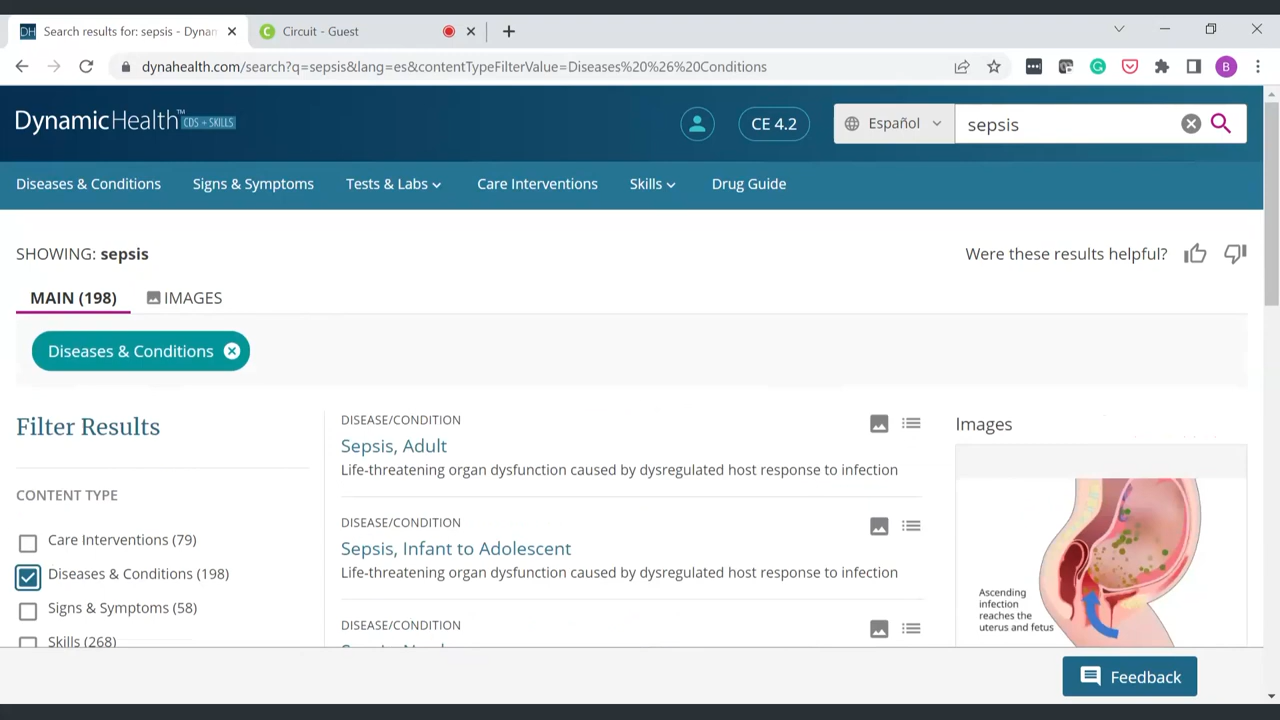 Search results for: sepsis - Dynan
Circuit - Guest
dynahealth.com/search?q=sepsis&lang=es&contentTypeFilterValue=Diseases%20%26%20Conditions
B
DynamicHealth™ CDS + SKILLS
CE 4.2
Español
sepsis
Diseases & Conditions
Signs & Symptoms
Tests & Labs
Care Interventions
Skills
Drug Guide
SHOWING: sepsis
Were these results helpful?
MAIN (198)
IMAGES
Diseases & Conditions
Filter Results
CONTENT TYPE
Care Interventions (79)
Diseases & Conditions (198)
Signs & Symptoms (58)
Skills (268)
DISEASE/CONDITION
Sepsis, Adult
Life-threatening organ dysfunction caused by dysregulated host response to infection
DISEASE/CONDITION
Sepsis, Infant to Adolescent
Life-threatening organ dysfunction caused by dysregulated host response to infection
DISEASE/CONDITION
Images
Ascending
infection
reaches the
uterus and fetus
Feedback